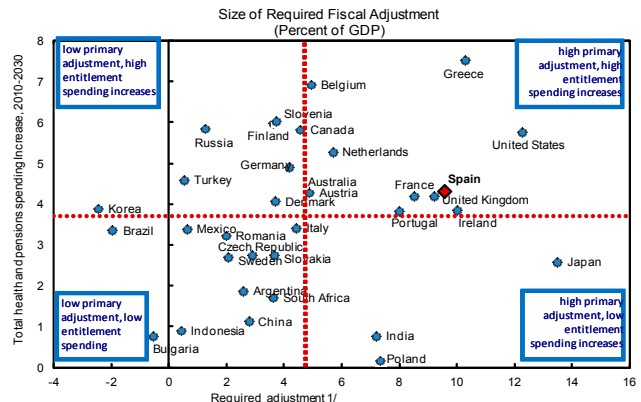 Size of Required Fiscal Adjustment
(Percent of GDP)
Total health and pensions spending increase, 2010-2030
8
7
6
5
4
3
2
1
0
low primary
adjustment, high
entitlement
spending increases
high primary
adjustment, high
entitlement
spending increases
Greece
Belgium
Slovenia
Finland
Canada
Russia
United States
Netherlands
Germany
Turkey
Australia
Austria
France
Spain
United Kingdom
Denmark
Korea
Portugal
Ireland
Brazil
Mexico
Italy
Romania
Czech Republic
Sweden
Slovakia
Japan
Argentina
South Africa
China
Indonesia
Bulgaria
India
Poland
low primary
adjustment, low
entitlement
spending
high primary
adjustment, low
entitlement
spending increases
-4
-2
0
2
4
6
8
10
12
14
16
Required adjustment 1/